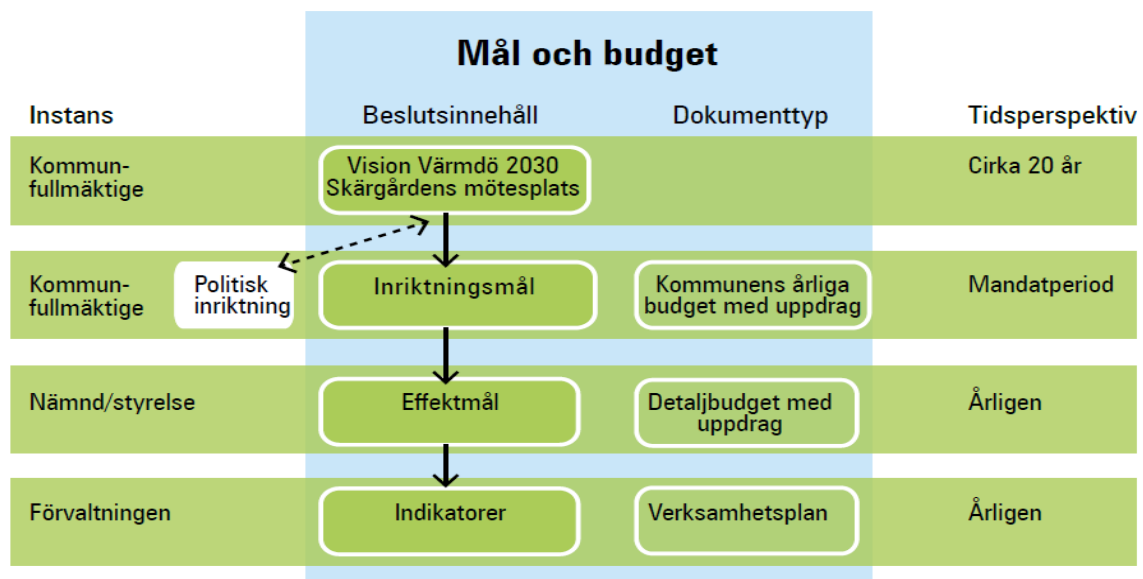 Mål och budget
Instans
Beslutsinnehåll
Dokumenttyp
Tidsperspektiv
Kommun-
fullmäktige
Vision Värmdö 2030
Skärgårdens mötesplats
Cirka 20 år
Kommun-
fullmäktige
Politisk
inriktning
Inriktningsmål
Kommunens årliga
budget med uppdrag
Mandatperiod
Nämnd/styrelse
Effektmål
Detaljbudget med
uppdrag
Årligen
Förvaltningen
Indikatorer
Verksamhetsplan
Årligen